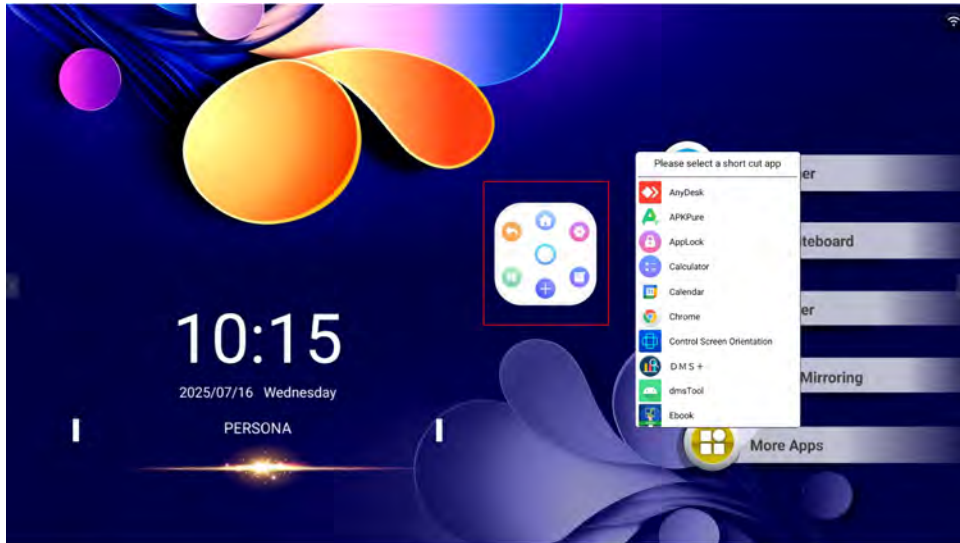 Please select a short cut app
AnyDesk
APKPure
AppLock
Calculator
Calendar
Chrome
Control Screen Orientation
DMS+
dmsTool
Ebook
er
iteboard
er
Mirroring
More Apps
10:15
2025/07/16 Wednesday
PERSONA